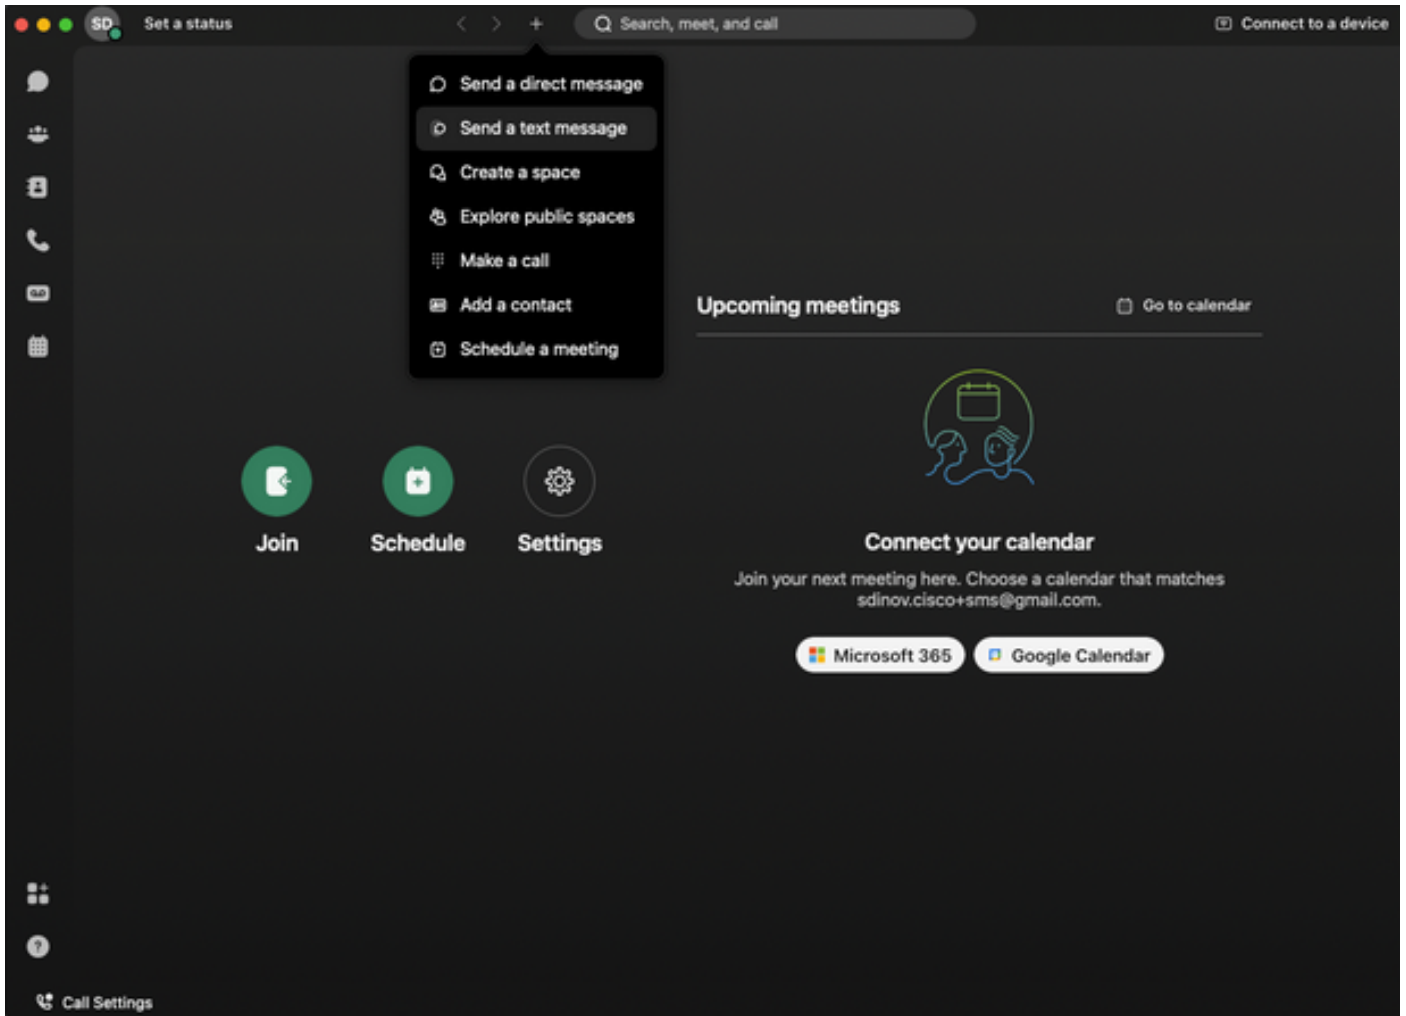 SD
Set a status
Search, meet, and call
Connect to a device
Send a direct message
Send a text message
Create a space
Explore public spaces
Make a call
Add a contact
Schedule a meeting
Upcoming meetings
Go to calendar
Join
Schedule
Settings
Connect your calendar
Join your next meeting here. Choose a calendar that matches
sdinov.cisco+sms@gmail.com.
Microsoft 365
Google Calendar
Call Settings